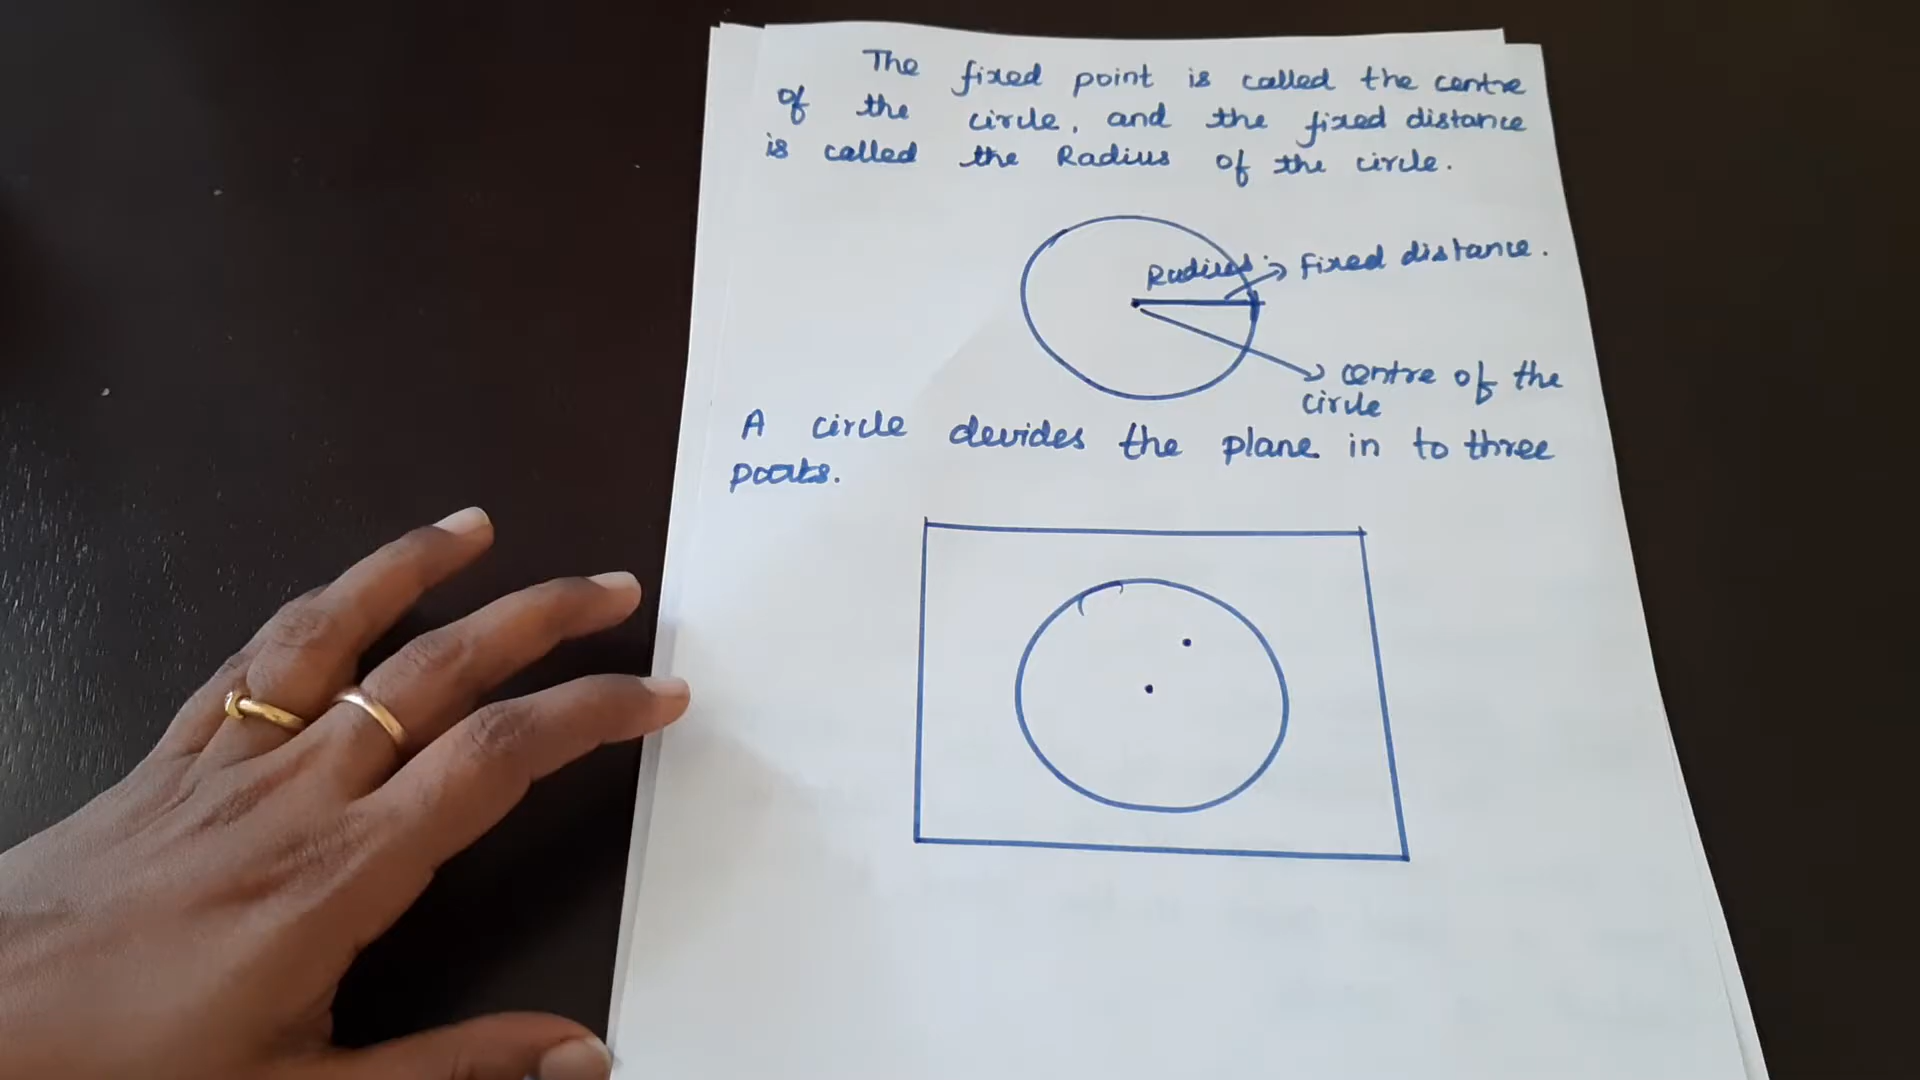 The fixed point is called the centre
of the circle, and the fixed distance
is called the Radius of the circle.
Radius. Fixed distance.
centre of the
circle
A circle devides the plane in to three
parts.